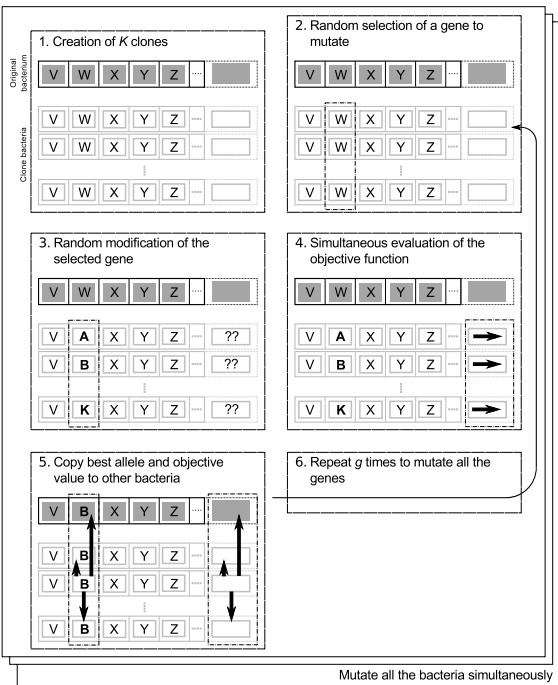 1. Creation of K clones
Original bacterium
V W X Y Z ....
Clone bacteria
V W X Y Z ....
V W X Y Z ....
V W X Y Z ....
2. Random selection of a gene to
mutate
V W X Y Z ....
V W X Y Z ....
V W X Y Z ....
V W X Y Z ....
3. Random modification of the
selected gene
V W X Y Z ....
V A X Y Z .... ??
V B X Y Z .... ??
V K X Y Z .... ??
4. Simultaneous evaluation of the
objective function
V W X Y Z ....
V A X Y Z ....
V B X Y Z ....
V K X Y Z ....
5. Copy best allele and objective
value to other bacteria
V B X Y Z ....
V B X Y Z ....
V B X Y Z ....
V B X Y Z ....
6. Repeat g times to mutate all the
genes
Mutate all the bacteria simultaneously